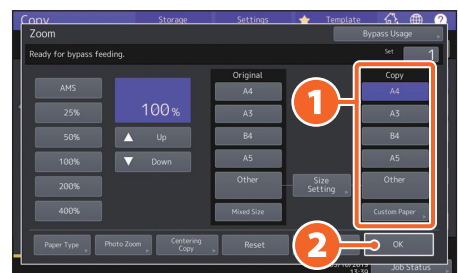 Copy Storage Settings Template
Zoom Bypass Usage
Ready for bypass feeding. Set 1
Original Copy
AMS A4 A4
25% 100% A3 A3
50% Up B4 B4
100% Down A5 A5
200% Other Size Setting Other
400% Mixed Size Custom Paper
Paper Type Photo Zoom Centering Copy Reset OK
13:39 Job Status
1
2